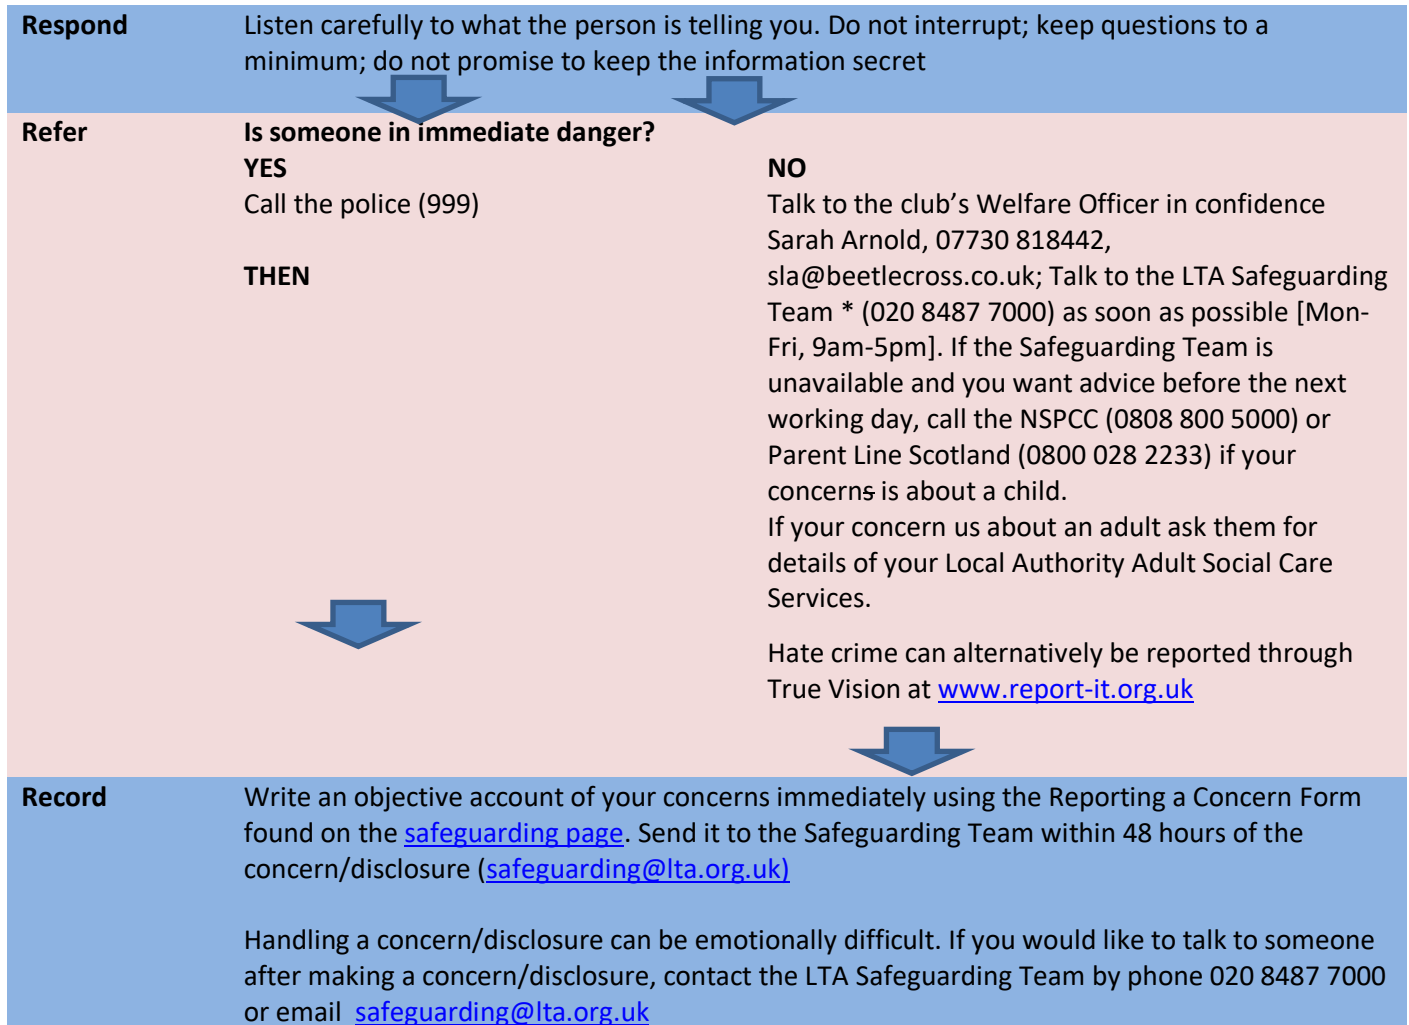 Respond
Listen carefully to what the person is telling you. Do not interrupt; keep questions to a
minimum; do not promise to keep the information secret
Refer
Is someone in immediate danger?
YES
Call the police (999)
THEN
NO
Talk to the club’s Welfare Officer in confidence
Sarah Arnold, 07730 818442,
sla@beetlecross.co.uk; Talk to the LTA Safeguarding
Team * (020 8487 7000) as soon as possible [Mon-
Fri, 9am-5pm]. If the Safeguarding Team is
unavailable and you want advice before the next
working day, call the NSPCC (0808 800 5000) or
Parent Line Scotland (0800 028 2233) if your
concerns is about a child.
If your concern us about an adult ask them for
details of your Local Authority Adult Social Care
Services.
Hate crime can alternatively be reported through
True Vision at www.report-it.org.uk
Record
Write an objective account of your concerns immediately using the Reporting a Concern Form
found on the safeguarding page. Send it to the Safeguarding Team within 48 hours of the
concern/disclosure (safeguarding@lta.org.uk)
Handling a concern/disclosure can be emotionally difficult. If you would like to talk to someone
after making a concern/disclosure, contact the LTA Safeguarding Team by phone 020 8487 7000
or email safeguarding@lta.org.uk